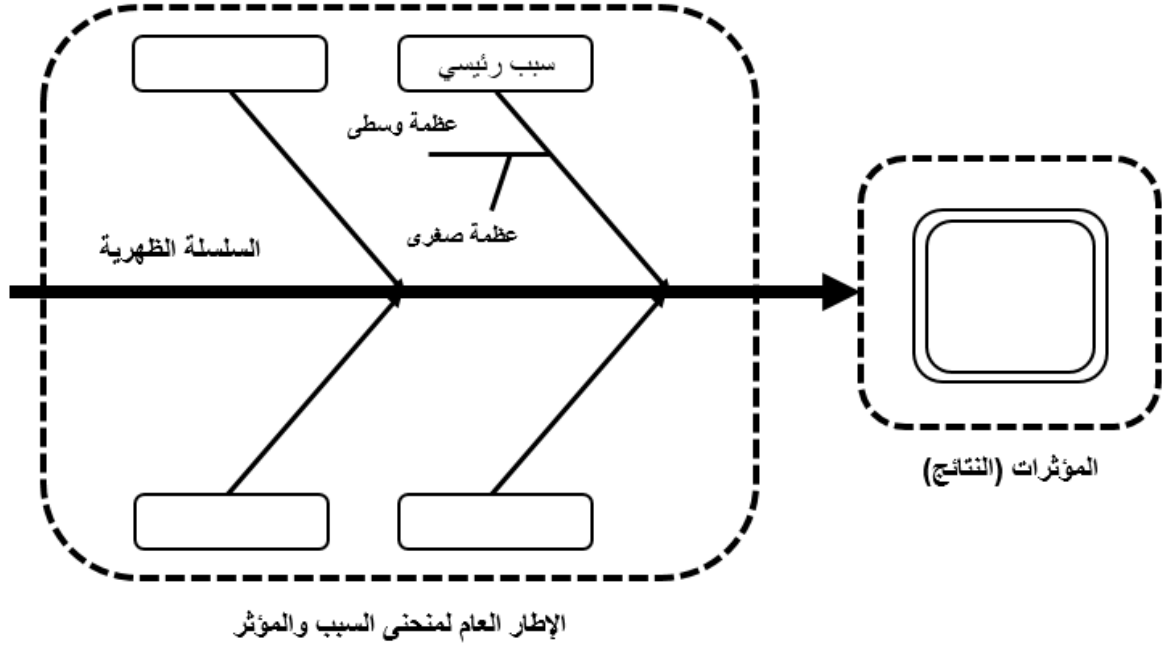 سبب رئيسي
عظمة وسطى
عظمة صغرى
السلسلة الظهرية
المؤثرات (النتائج)
الإطار العام لمنحنى السبب والمؤثر